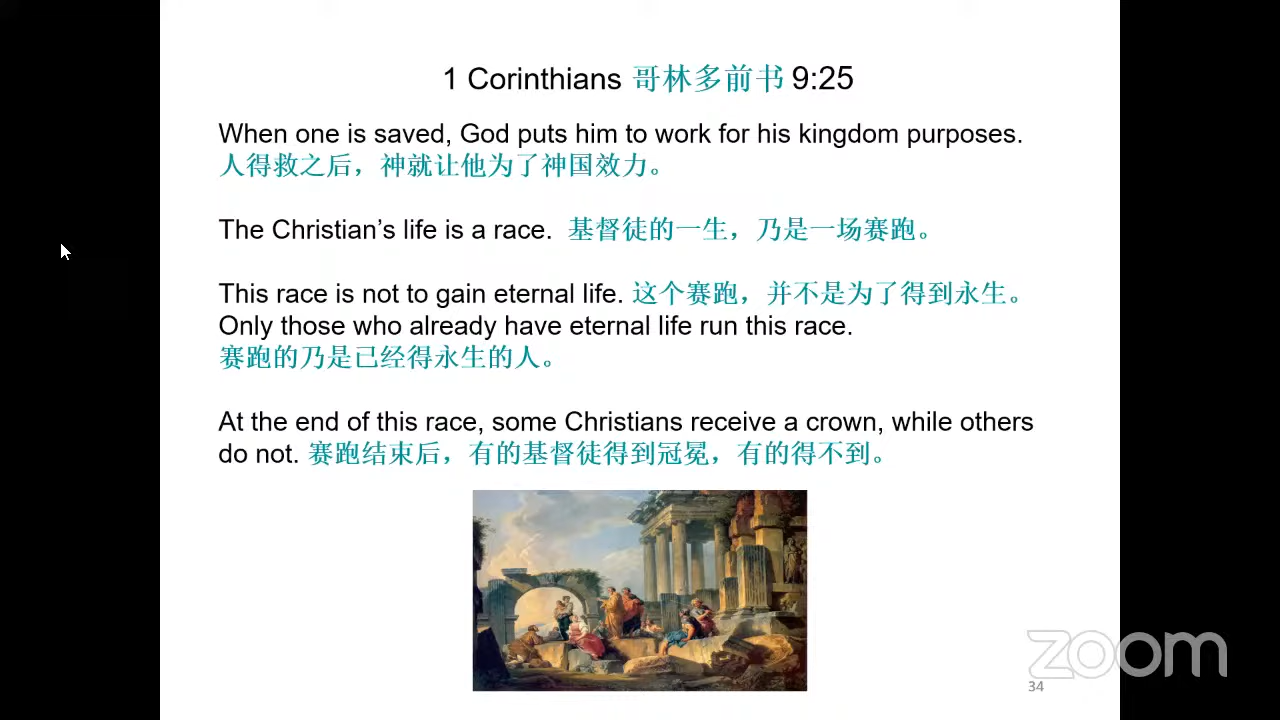 1 Corinthians 哥林多前书 9:25
When one is saved, God puts him to work for his kingdom purposes.
人得救之后，神就让他为了神国效力。
The Christian’s life is a race. 基督徒的一生，乃是一场赛跑。
This race is not to gain eternal life. 这个赛跑，并不是为了得到永生。
Only those who already have eternal life run this race.
赛跑的乃是已经得永生的人。
At the end of this race, some Christians receive a crown, while others
do not. 赛跑结束后，有的基督徒得到冠冕，有的得不到。
zoom
34